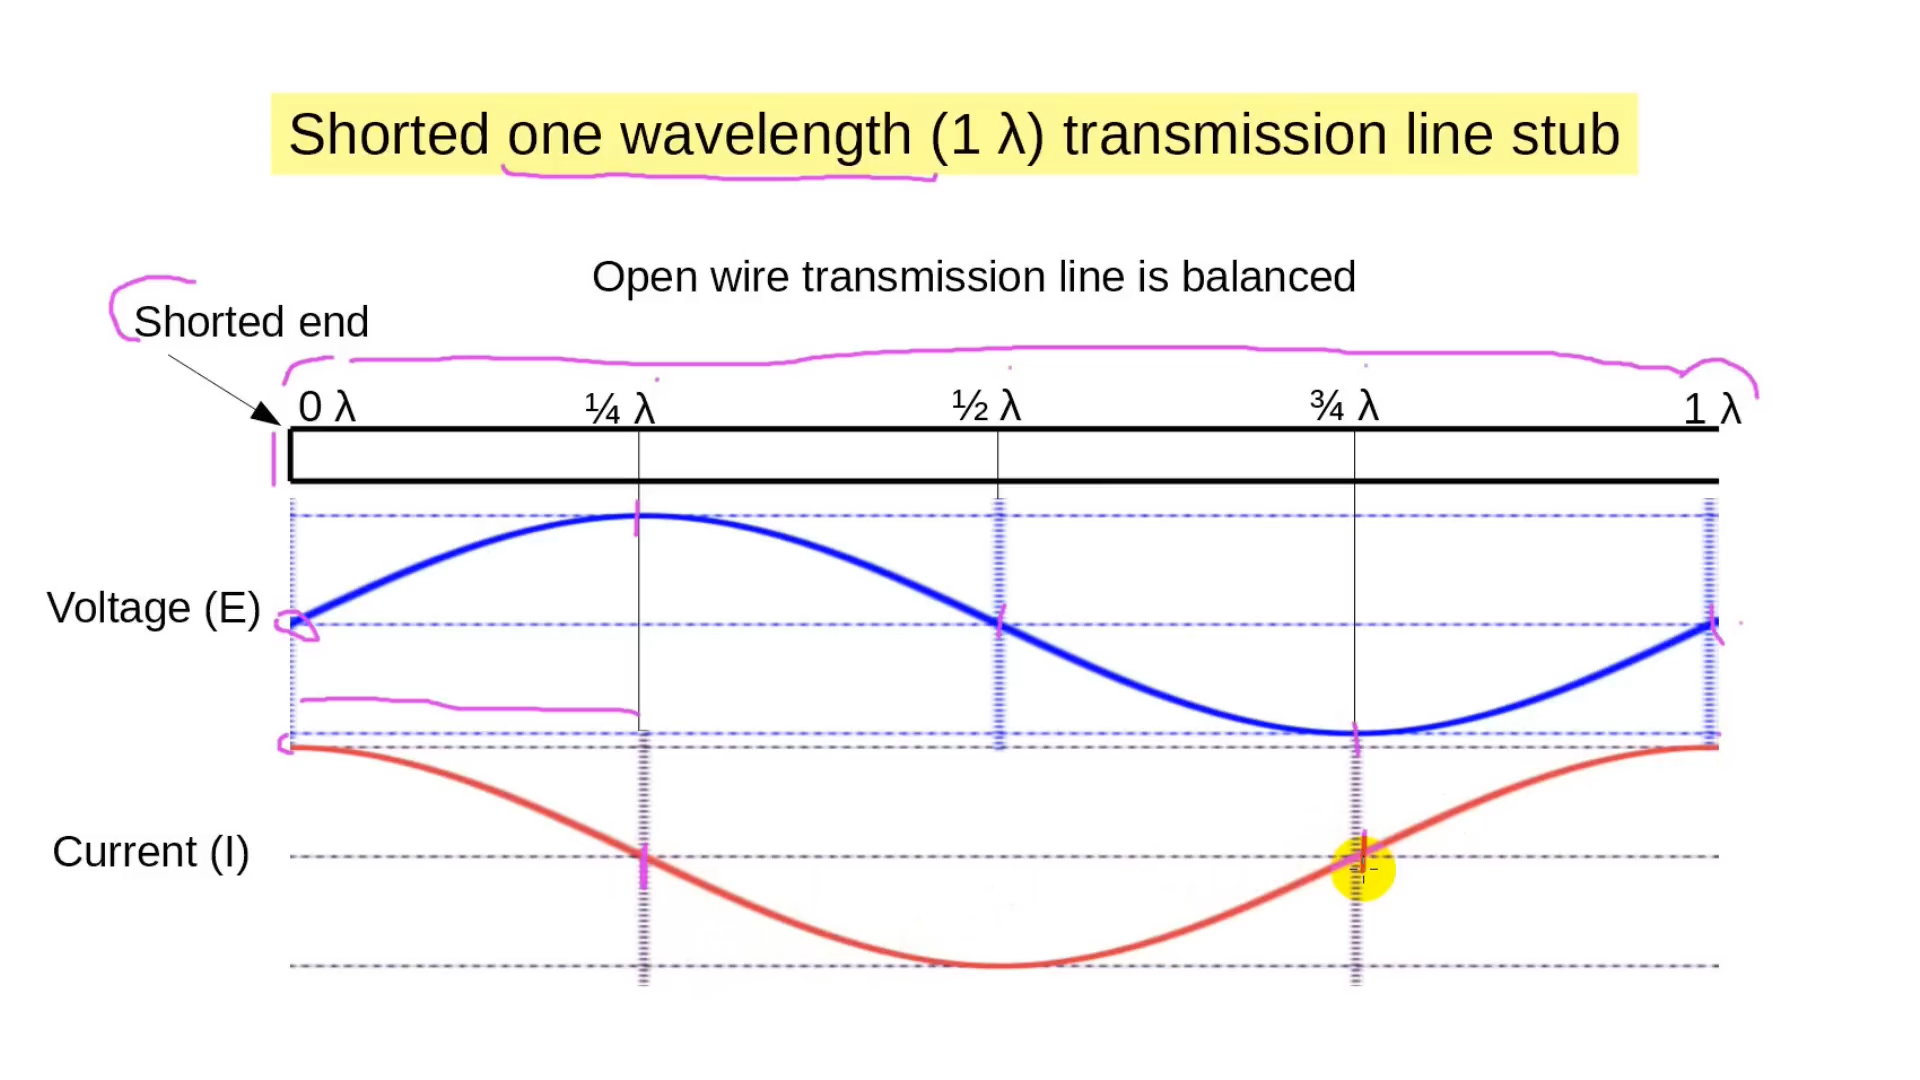 Shorted one wavelength (1 λ) transmission line stub
Open wire transmission line is balanced
Shorted end
0 λ ¼ λ ½ λ ¾ λ 1 λ
Voltage (E)
Current (I)